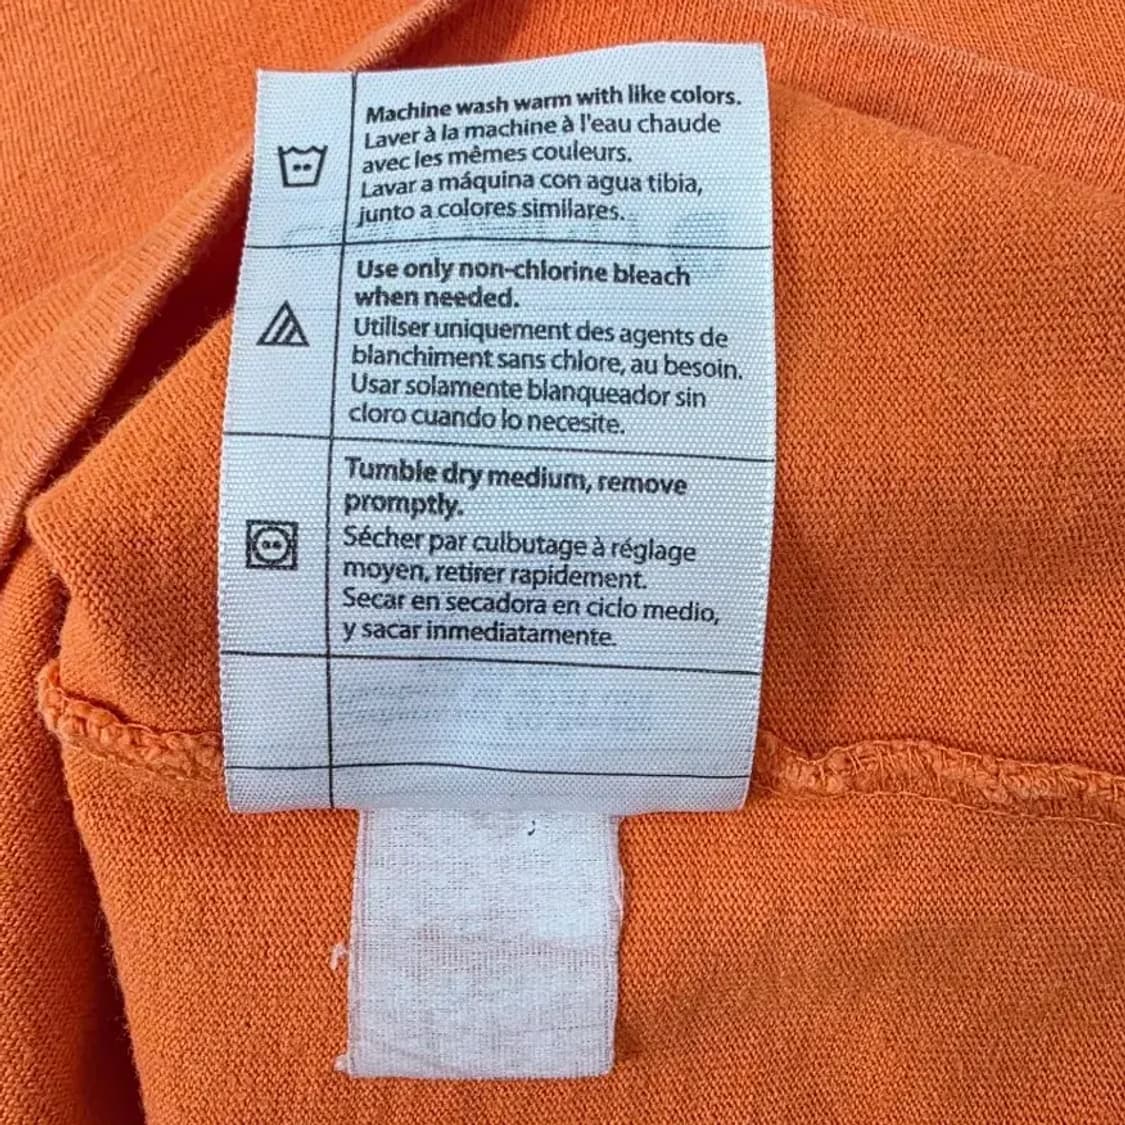 Machine wash warm with like colors.
Laver à la machine à l'eau chaude
avec les mêmes couleurs.
Lavar a máquina con agua tibia,
junto a colores similares.
Use only non-chlorine bleach
when needed.
Utiliser uniquement des agents de
blanchiment sans chlore, au besoin.
Usar solamente blanqueador sin
cloro cuando lo necesite.
Tumble dry medium, remove
promptly.
Sécher par culbutage à réglage
moyen, retirer rapidement.
Secar en secadora en ciclo medio,
y sacar inmediatamente.